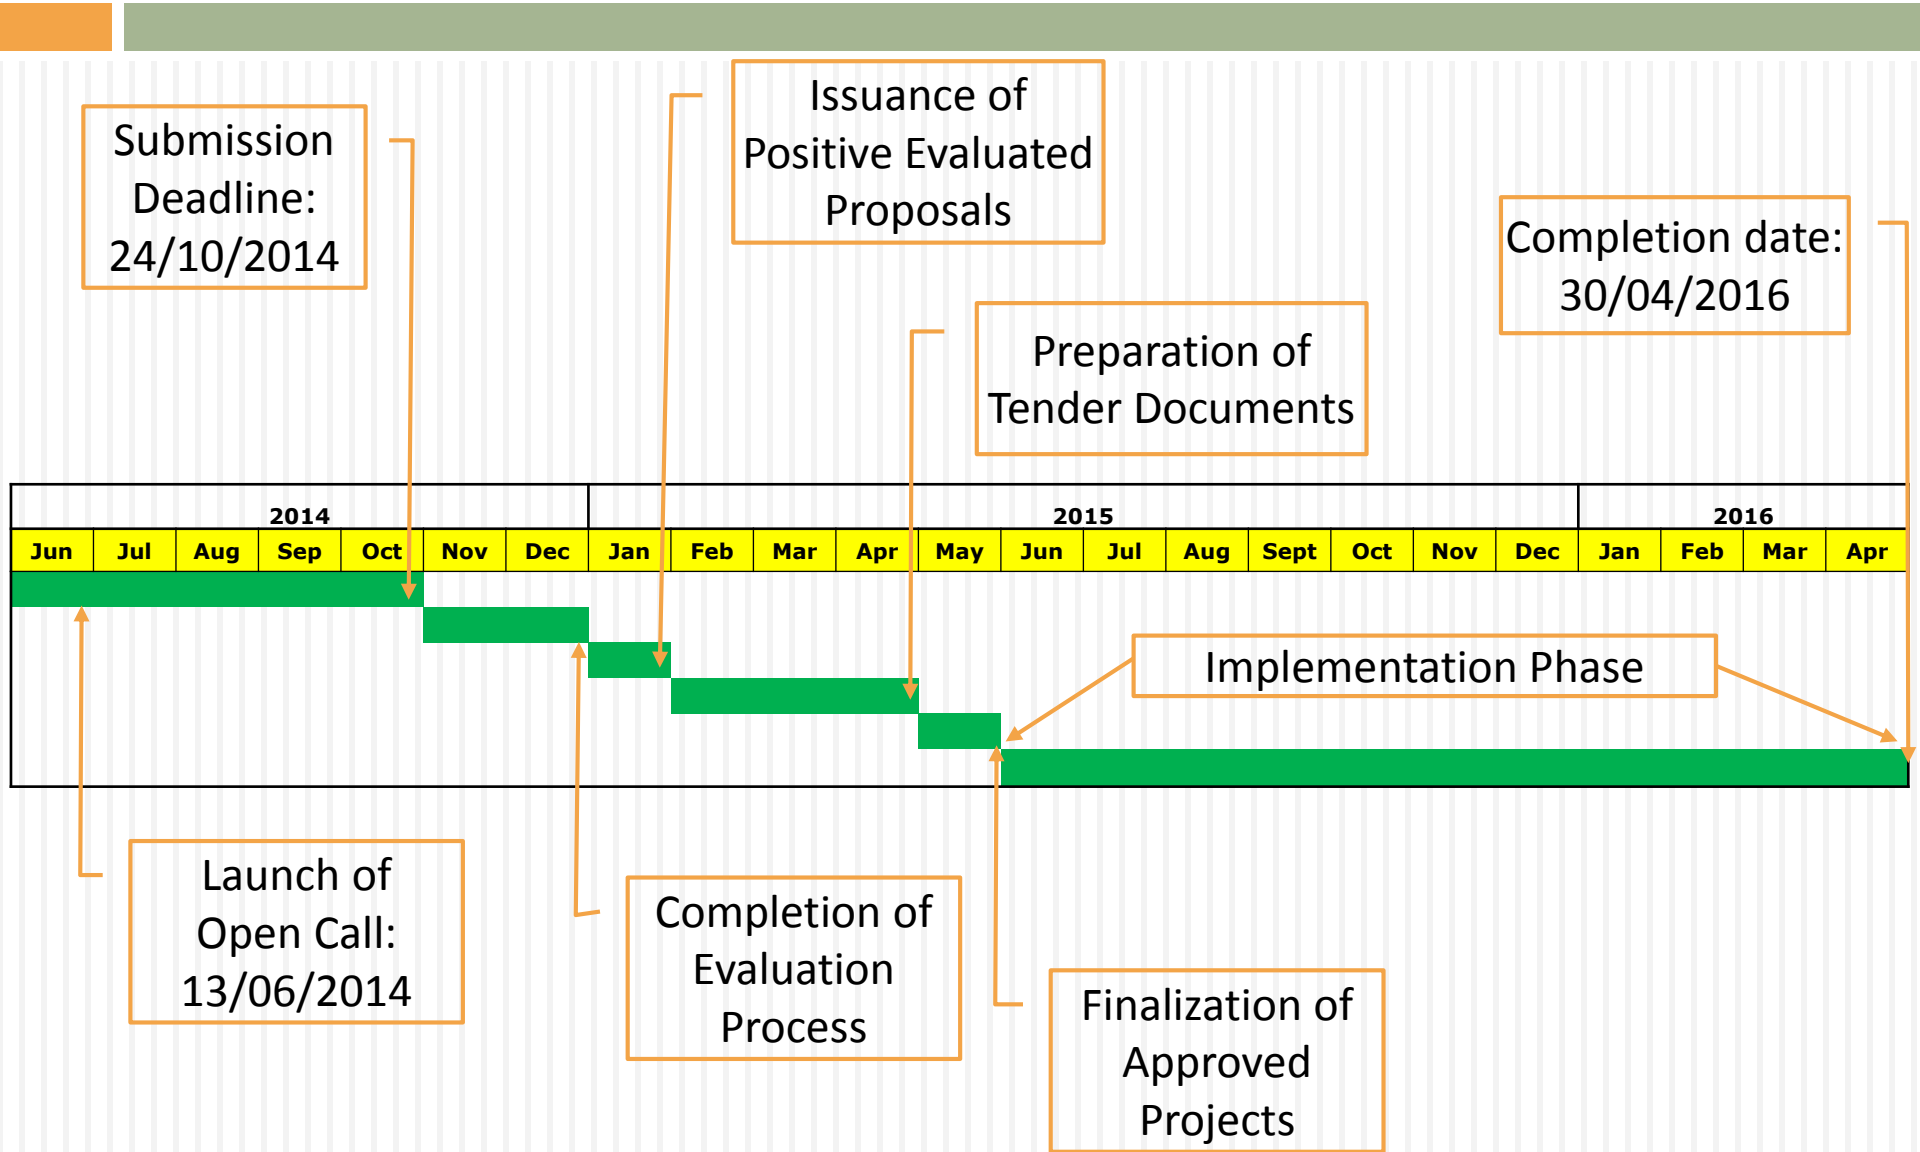 Submission
Deadline:
24/10/2014
Issuance of
Positive Evaluated
Proposals
Completion date:
30/04/2016
Preparation of
Tender Documents
2014 2015 2016
Jun Jul Aug Sep Oct Nov Dec Jan Feb Mar Apr May Jun Jul Aug Sept Oct Nov Dec Jan Feb Mar Apr
Implementation Phase
Launch of
Open Call:
13/06/2014
Completion of
Evaluation
Process
Finalization of
Approved
Projects